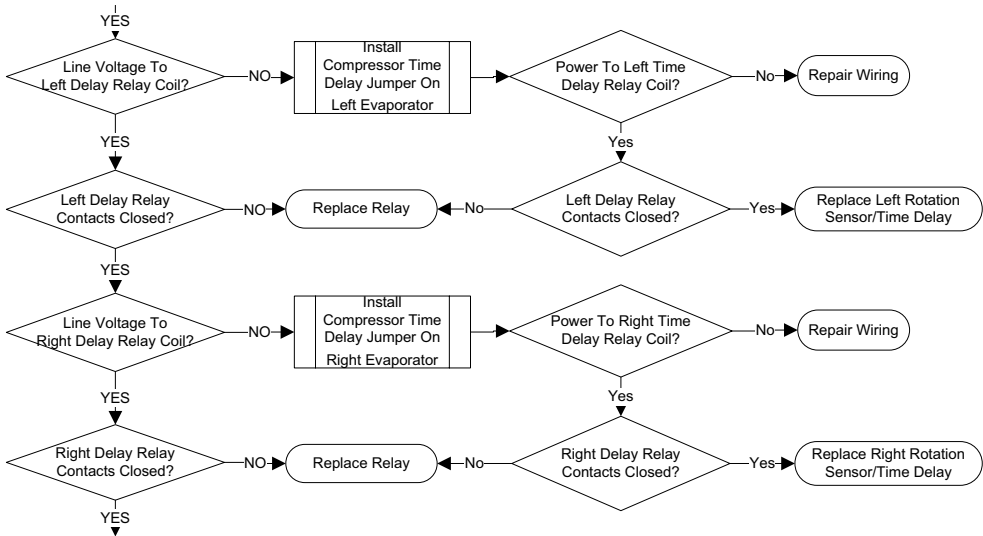 YES
Line Voltage To
Left Delay Relay Coil?
NO
Install
Compressor Time
Delay Jumper On
Left Evaporator
Power To Left Time
Delay Relay Coil?
No
Repair Wiring
YES
Yes
Left Delay Relay
Contacts Closed?
NO
Replace Relay
No
Left Delay Relay
Contacts Closed?
Yes
Replace Left Rotation
Sensor/Time Delay
YES
Line Voltage To
Right Delay Relay Coil?
NO
Install
Compressor Time
Delay Jumper On
Right Evaporator
Power To Right Time
Delay Relay Coil?
No
Repair Wiring
YES
Yes
Right Delay Relay
Contacts Closed?
NO
Replace Relay
No
Right Delay Relay
Contacts Closed?
Yes
Replace Right Rotation
Sensor/Time Delay
YES